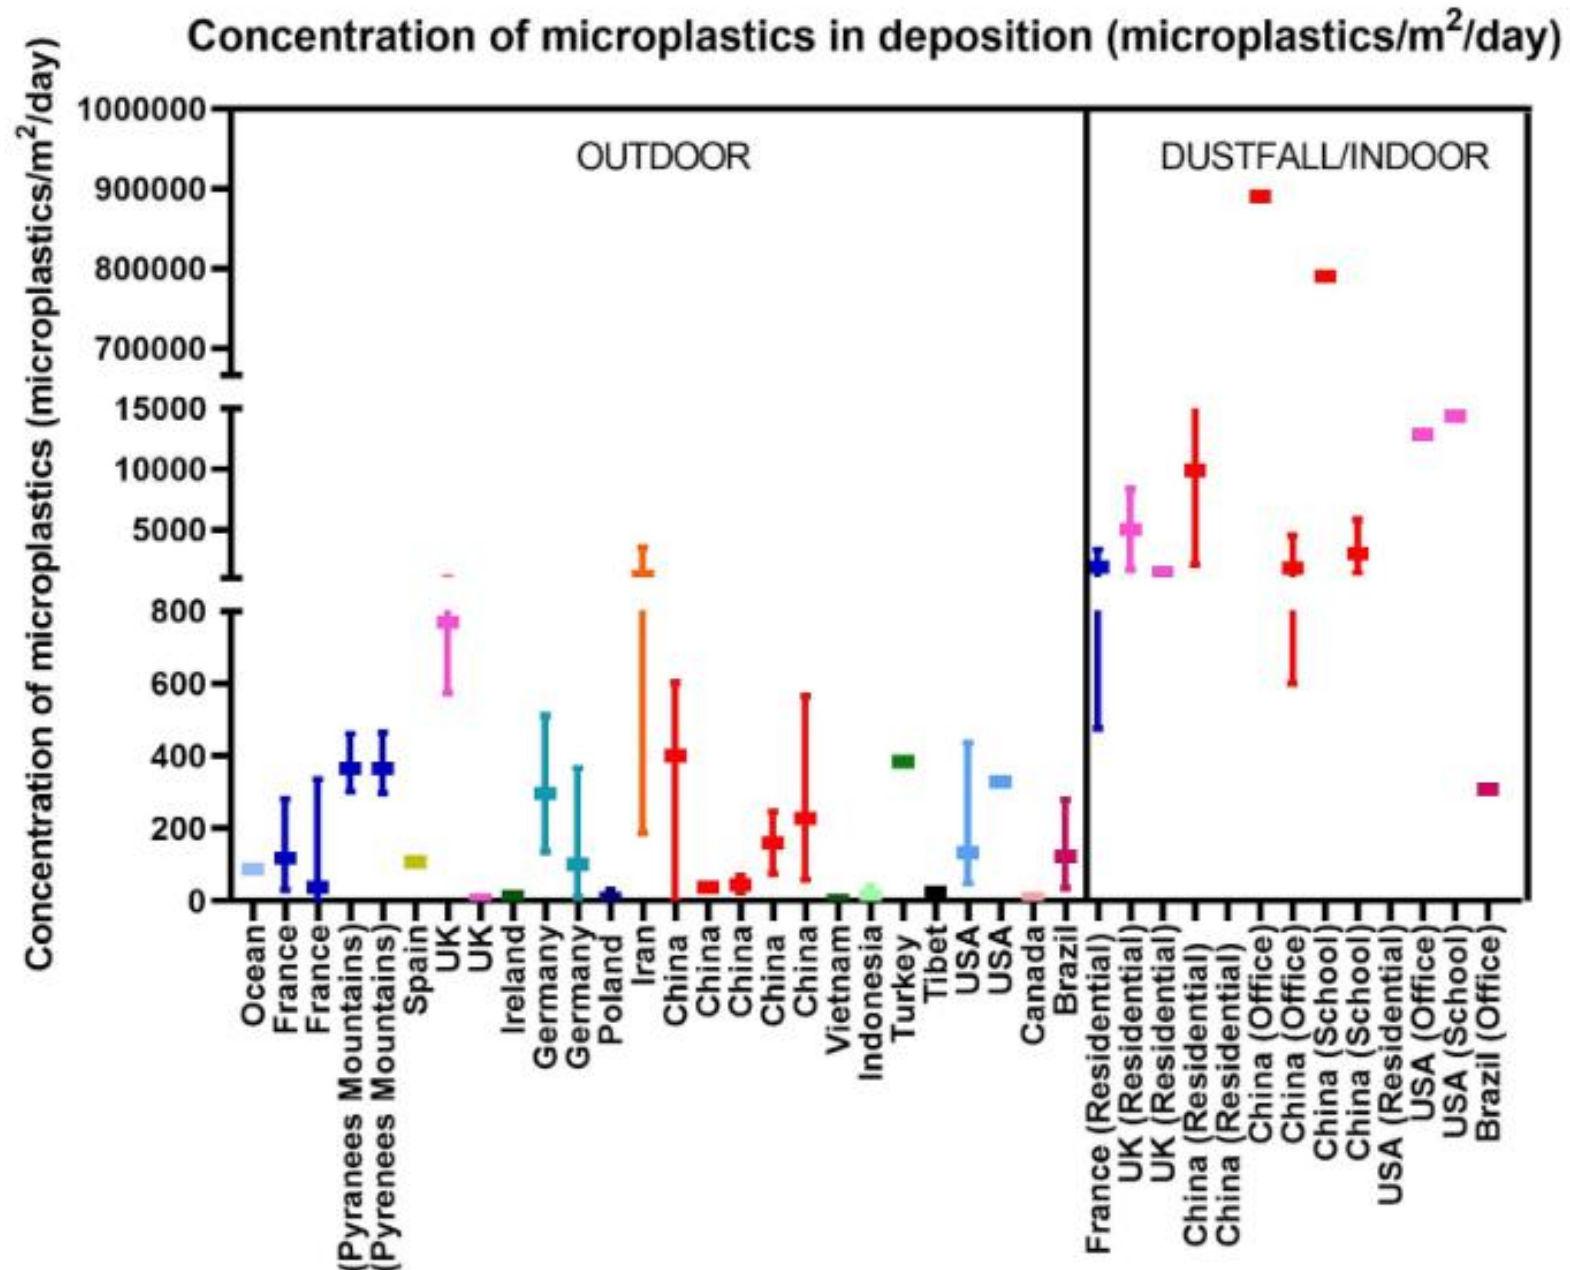 Concentration of microplastics in deposition (microplastics/m²/day)
Concentration of microplastics (microplastics/m²/day)
1000000
900000
800000
700000
15000
10000
5000
800
600
400
200
0
OUTDOOR
DUSTFALL/INDOOR
Ocean
France
France
(Pyranees Mountains)
(Pyrenees Mountains)
Spain
UK
UK
Ireland
Germany
Germany
Poland
Iran
China
China
China
China
China
Vietnam
Indonesia
Turkey
Tibet
USA
USA
Canada
Brazil
France (Residential)
UK (Residential)
UK (Residential)
China (Residential)
China (Residential)
China (Office)
China (Office)
China (School)
China (School)
USA (Residential)
USA (Office)
USA (School)
Brazil (Office)